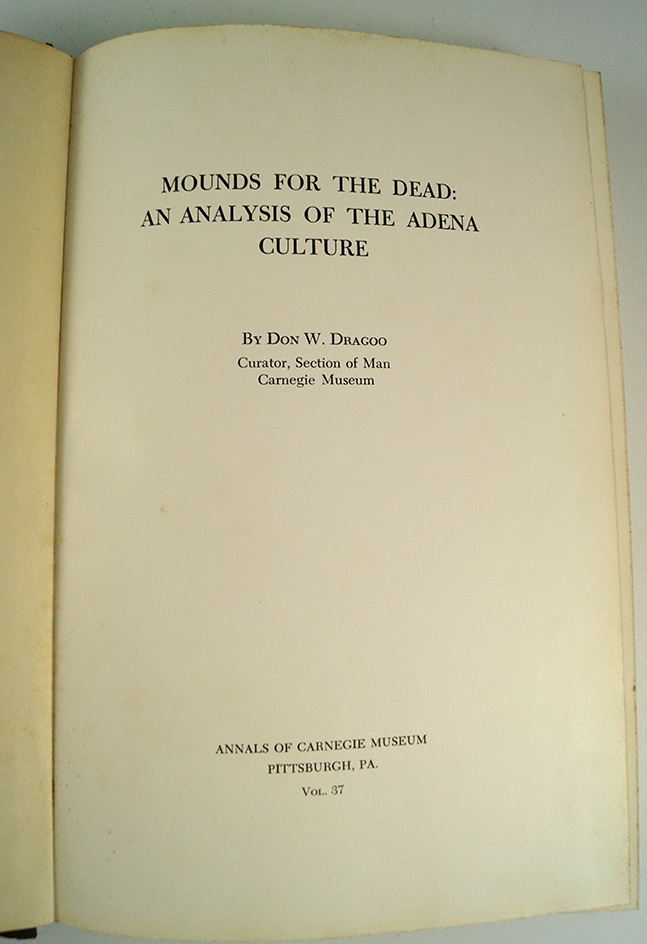 MOUNDS FOR THE DEAD:
AN ANALYSIS OF THE ADENA
CULTURE
By Don W. Dragoo
Curator, Section of Man
Carnegie Museum
ANNALS OF CARNEGIE MUSEUM
PITTSBURGH, PA.
Vol. 37